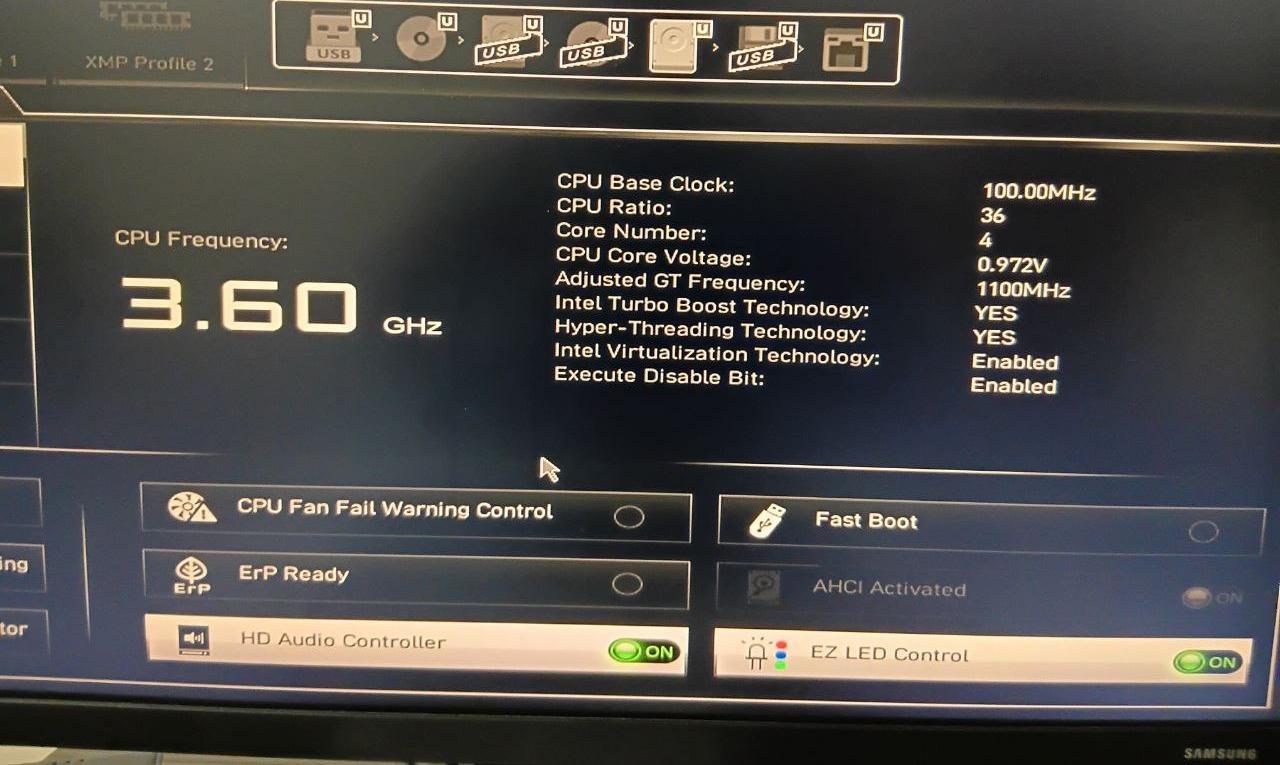 U U U U U U U
USB USB USB USB
1 XMP Profile 2
CPU Base Clock: 100.00MHz
CPU Ratio: 36
Core Number: 4
CPU Core Voltage: 0.972V
Adjusted GT Frequency: 1100MHz
Intel Turbo Boost Technology: YES
Hyper-Threading Technology: YES
Intel Virtualization Technology: Enabled
Execute Disable Bit: Enabled
CPU Frequency:
3.60 GHz
CPU Fan Fail Warning Control
Fast Boot
ing
ErP
ErP Ready
AHCI Activated ON
tor
HD Audio Controller ON
EZ LED Control ON
SAMSUNG